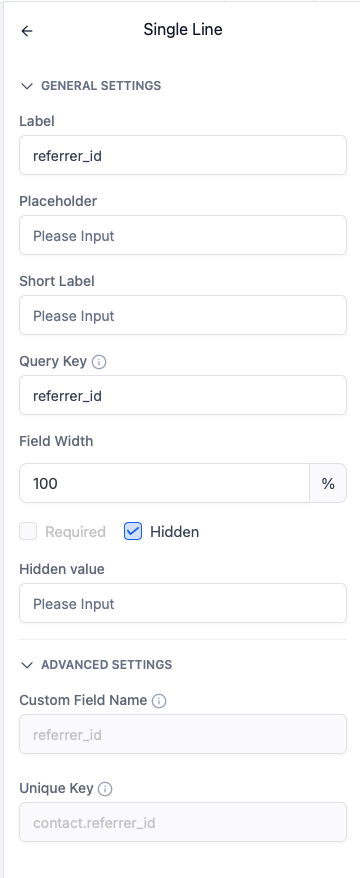 Single Line
GENERAL SETTINGS
Label
referrer_id
Placeholder
Please Input
Short Label
Please Input
Query Key
referrer_id
Field Width
100 %
Required Hidden
Hidden value
Please Input
ADVANCED SETTINGS
Custom Field Name
referrer_id
Unique Key
contact.referrer_id